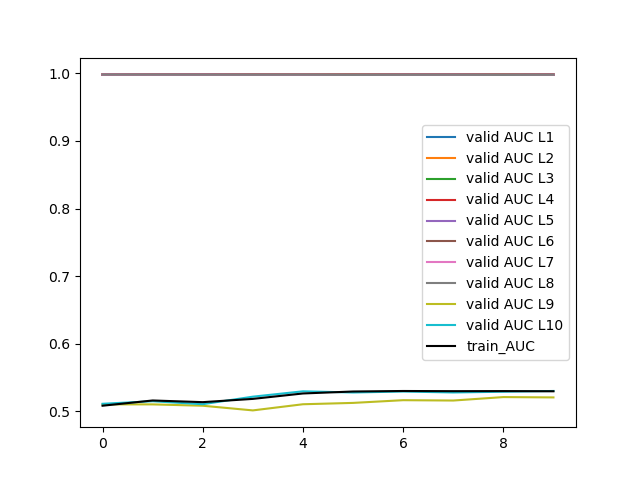 1.0
0.9
0.8
0.7
0.6
0.5
valid AUC L1
valid AUC L2
valid AUC L3
valid AUC L4
valid AUC L5
valid AUC L6
valid AUC L7
valid AUC L8
valid AUC L9
valid AUC L10
train_AUC
0 2 4 6 8